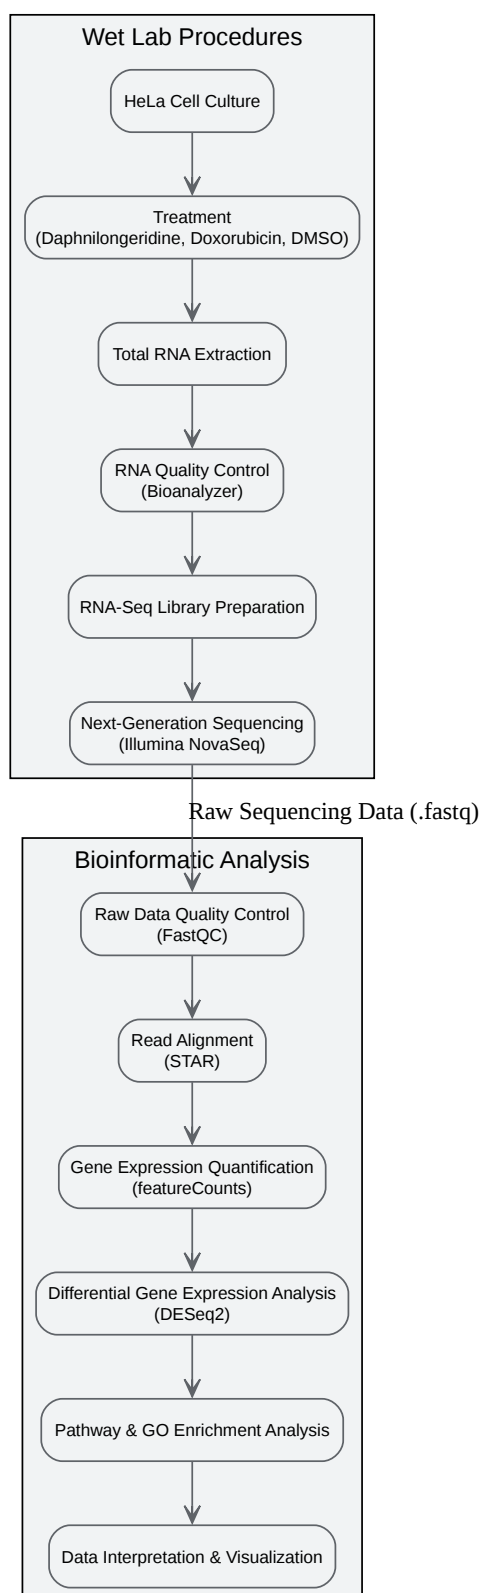 Wet Lab Procedures
HeLa Cell Culture
Treatment
(Daphnilongeridine, Doxorubicin, DMSO)
Total RNA Extraction
RNA Quality Control
(Bioanalyzer)
RNA-Seq Library Preparation
Next-Generation Sequencing
(Illumina NovaSeq)
Raw Sequencing Data (.fastq)
Bioinformatic Analysis
Raw Data Quality Control
(FastQC)
Read Alignment
(STAR)
Gene Expression Quantification
(featureCounts)
Differential Gene Expression Analysis
(DESeq2)
Pathway & GO Enrichment Analysis
Data Interpretation & Visualization